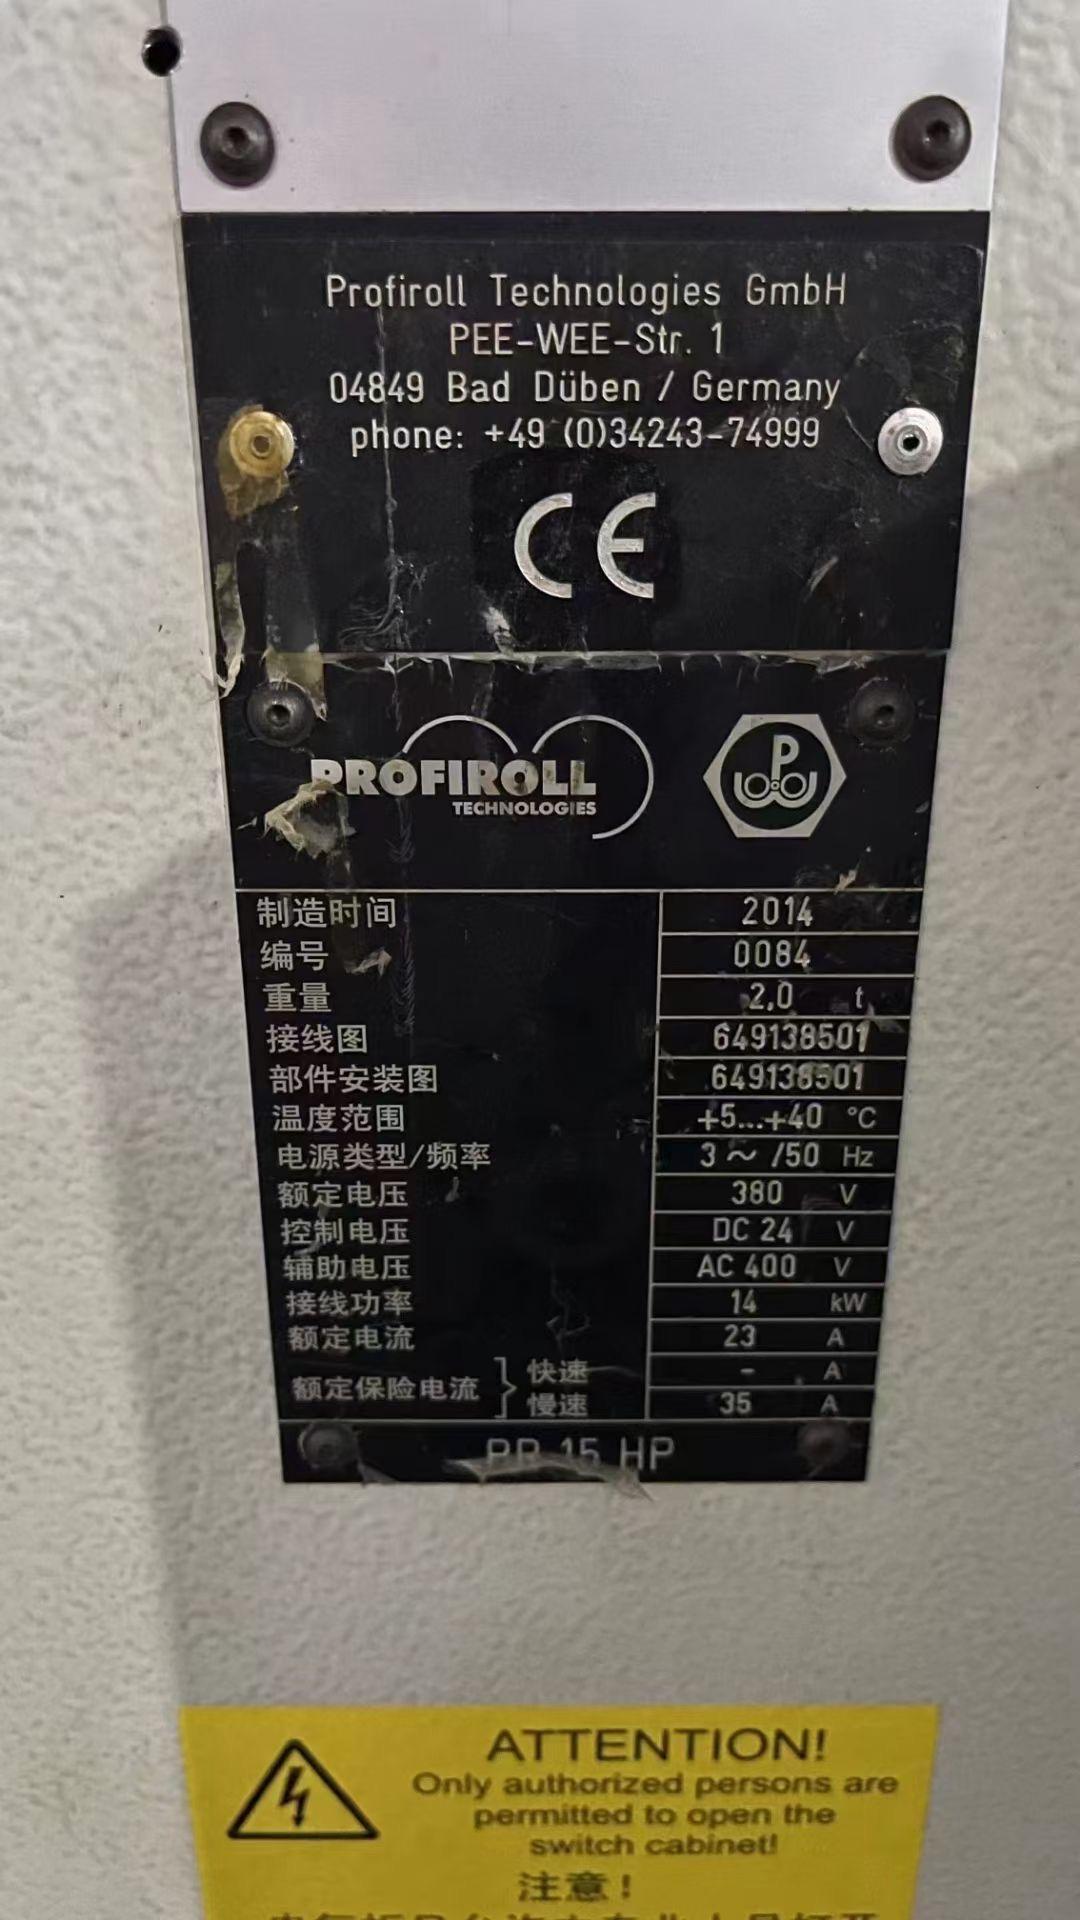 Profiroll Technologies GmbH
PEE-WEE-Str. 1
04849 Bad Düben / Germany
phone: +49 (0)34243-74999
CE
PROFIROLL
TECHNOLOGIES
P
制造时间 2014
编号 0084
重量 2,0 t
接线图 649138501
部件安装图 649138501
温度范围 +5...+40 °C
电源类型/频率 3 ~ /50 Hz
额定电压 380 V
控制电压 DC 24 V
辅助电压 AC 400 V
接线功率 14 kW
额定电流 23 A
额定保险电流 } 快速 - A
慢速 35 A
15 HP
ATTENTION!
Only authorized persons are
permitted to open the
switch cabinet!
注意!